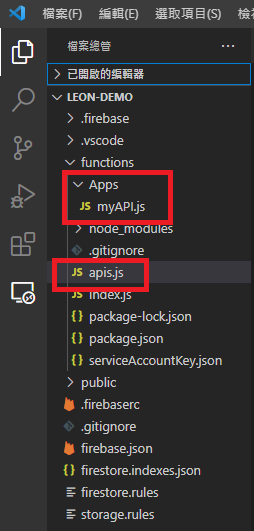 檔案(F) 編輯(E) 選取項目(S) 檢視
檔案總管
已開啟的編輯器
LEON-DEMO
.firebase
.vscode
functions
Apps
JS myAPI.js
node_modules
.gitignore
JS apis.js
JS index.js
package-lock.json
package.json
serviceAccountKey.json
public
.firebaserc
.gitignore
firebase.json
firestore.indexes.json
firestore.rules
storage.rules